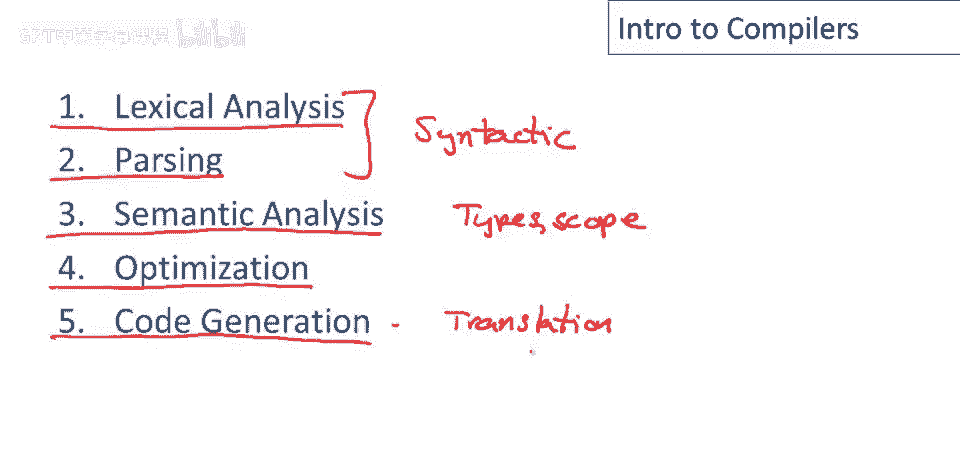 Intro to Compilers
1. Lexical Analysis
Syntactic
2. Parsing
3. Semantic Analysis Types, scope
4. Optimization
5. Code Generation - Translation